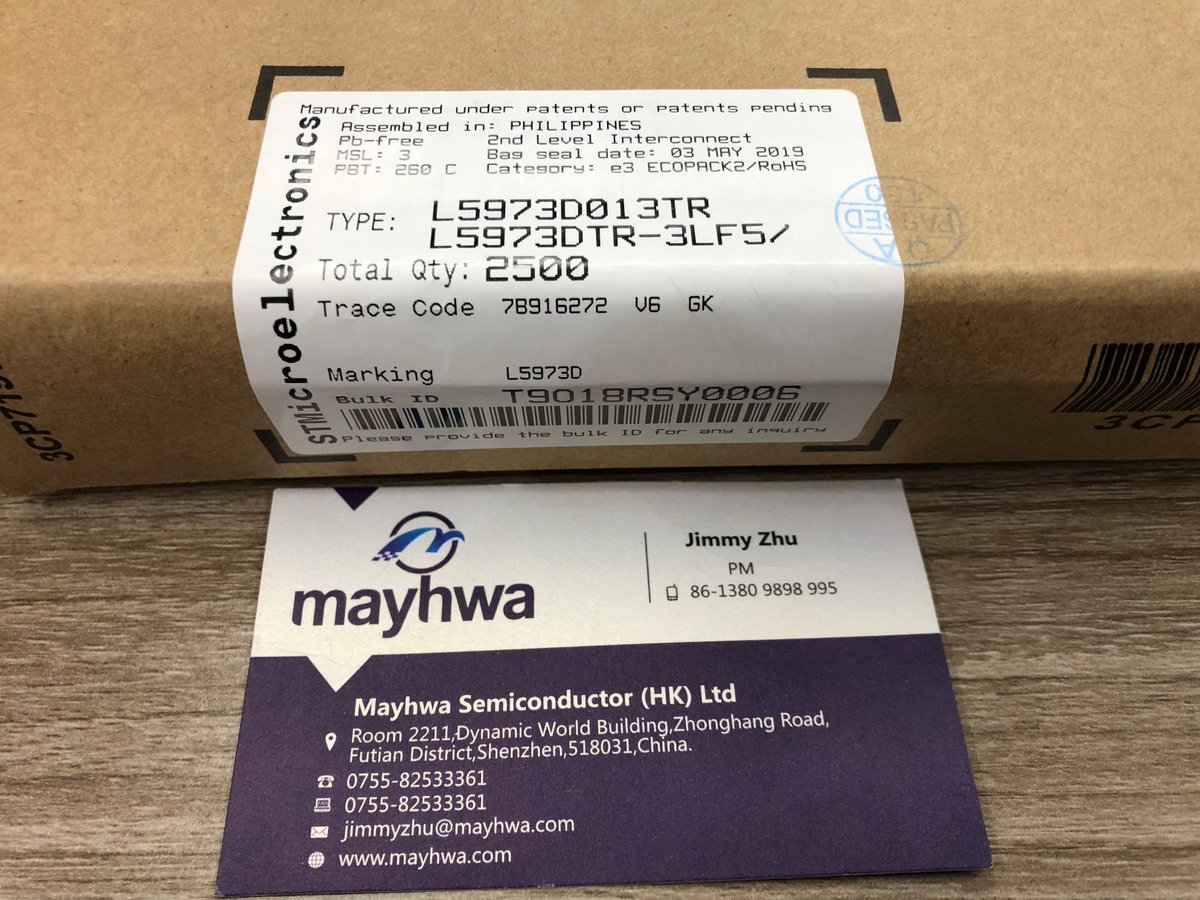 Manufactured under patents or patents pending
Assembled in: PHILIPPINES
Pb-free 2nd Level Interconnect
MSL: 3 Bag seal date: 03 MAY 2019
PBT: 260 C Category: e3 ECOPACK2/RoHS
STMicroelectronics
TYPE: L5973D013TR
L5973DTR-3LF5/
Total Qty: 2500
Trace Code 7B916272 V6 GK
Marking L5973D
Bulk ID T9018RSY0006
Please provide the bulk ID for any inquiry
PASSED
QA
3CP719
3CP
mayhwa
Jimmy Zhu
PM
86-1380 9898 995
Mayhwa Semiconductor (HK) Ltd
Room 2211,Dynamic World Building,Zhonghang Road,
Futian District,Shenzhen,518031,China.
0755-82533361
0755-82533361
jimmyzhu@mayhwa.com
www.mayhwa.com